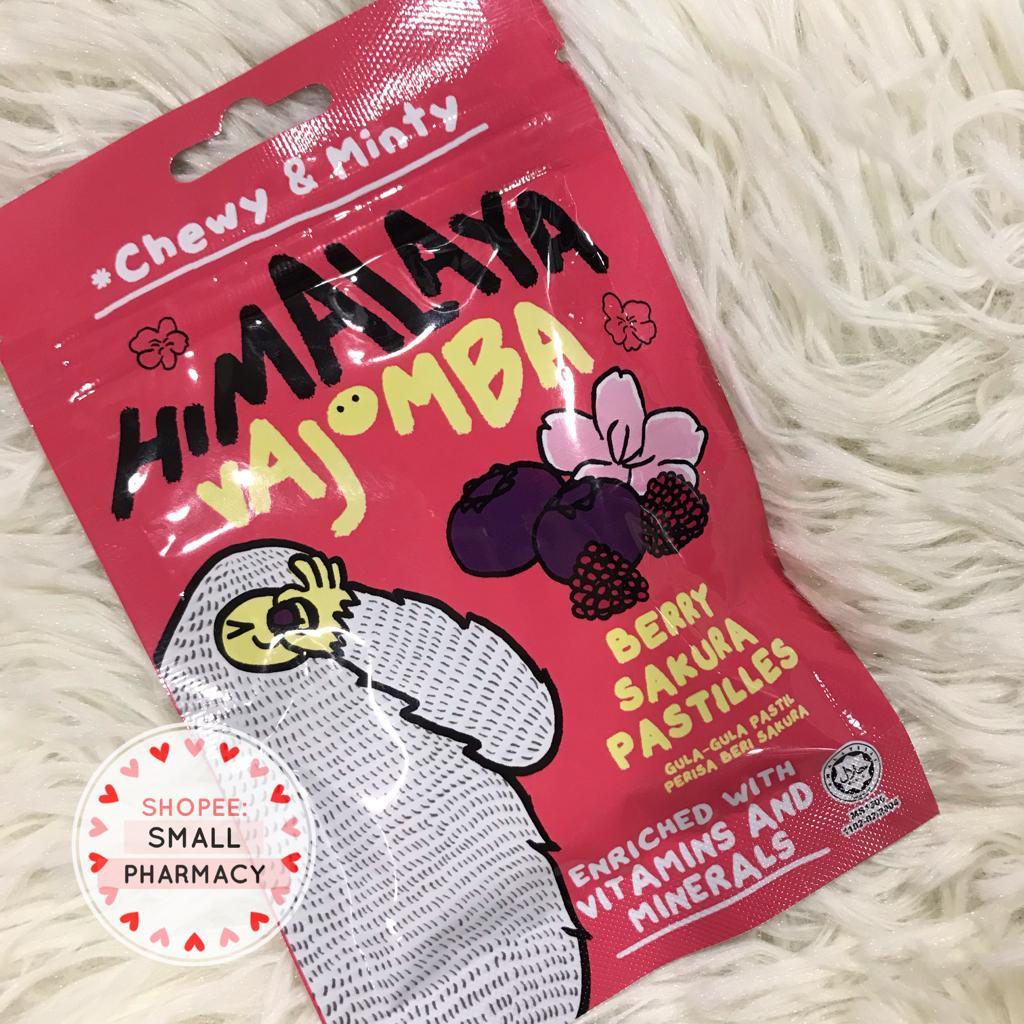 *Chewy & Minty
HIMALAYA
VAJOMBA
BERRY
SAKURA
PASTILLES
GULA-GULA PASTIL
PERISA BERI SAKURA
ENRICHED WITH
VITAMINS AND
MINERALS
SHOPEE:
SMALL
PHARMACY